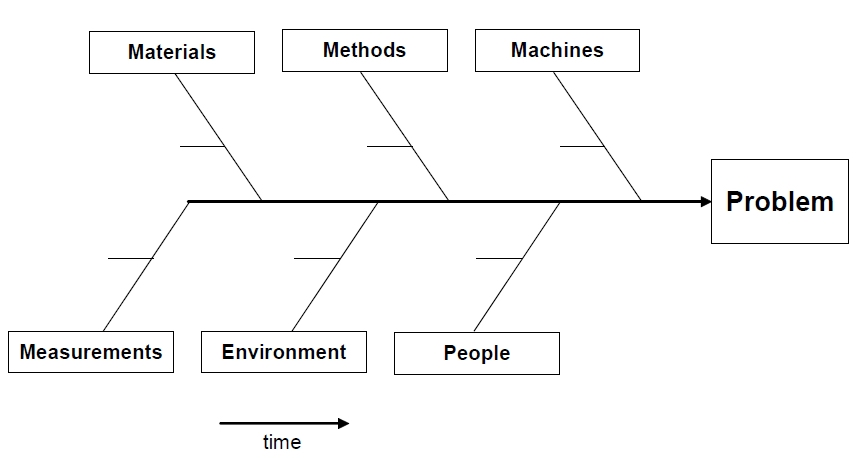 Materials
Methods
Machines
Problem
Measurements
Environment
People
time